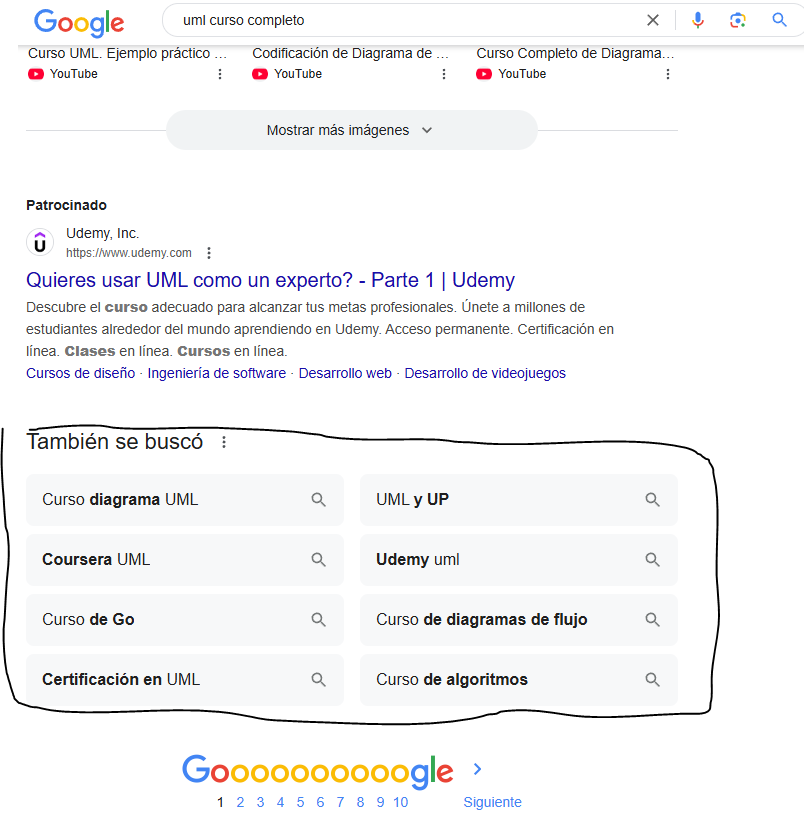 Google
uml curso completo
Curso UML. Ejemplo práctico ...
Codificación de Diagrama de ...
Curso Completo de Diagrama...
YouTube
YouTube
YouTube
Mostrar más imágenes
Patrocinado
Udemy, Inc.
https://www.udemy.com
Quieres usar UML como un experto? - Parte 1 | Udemy
Descubre el curso adecuado para alcanzar tus metas profesionales. Únete a millones de
estudiantes alrededor del mundo aprendiendo en Udemy. Acceso permanente. Certificación en
línea. Clases en línea. Cursos en línea.
Cursos de diseño · Ingeniería de software · Desarrollo web · Desarrollo de videojuegos
También se buscó
Curso diagrama UML
UML y UP
Coursera UML
Udemy uml
Curso de Go
Curso de diagramas de flujo
Certificación en UML
Curso de algoritmos
Goooooooooogle
1 2 3 4 5 6 7 8 9 10 Siguiente